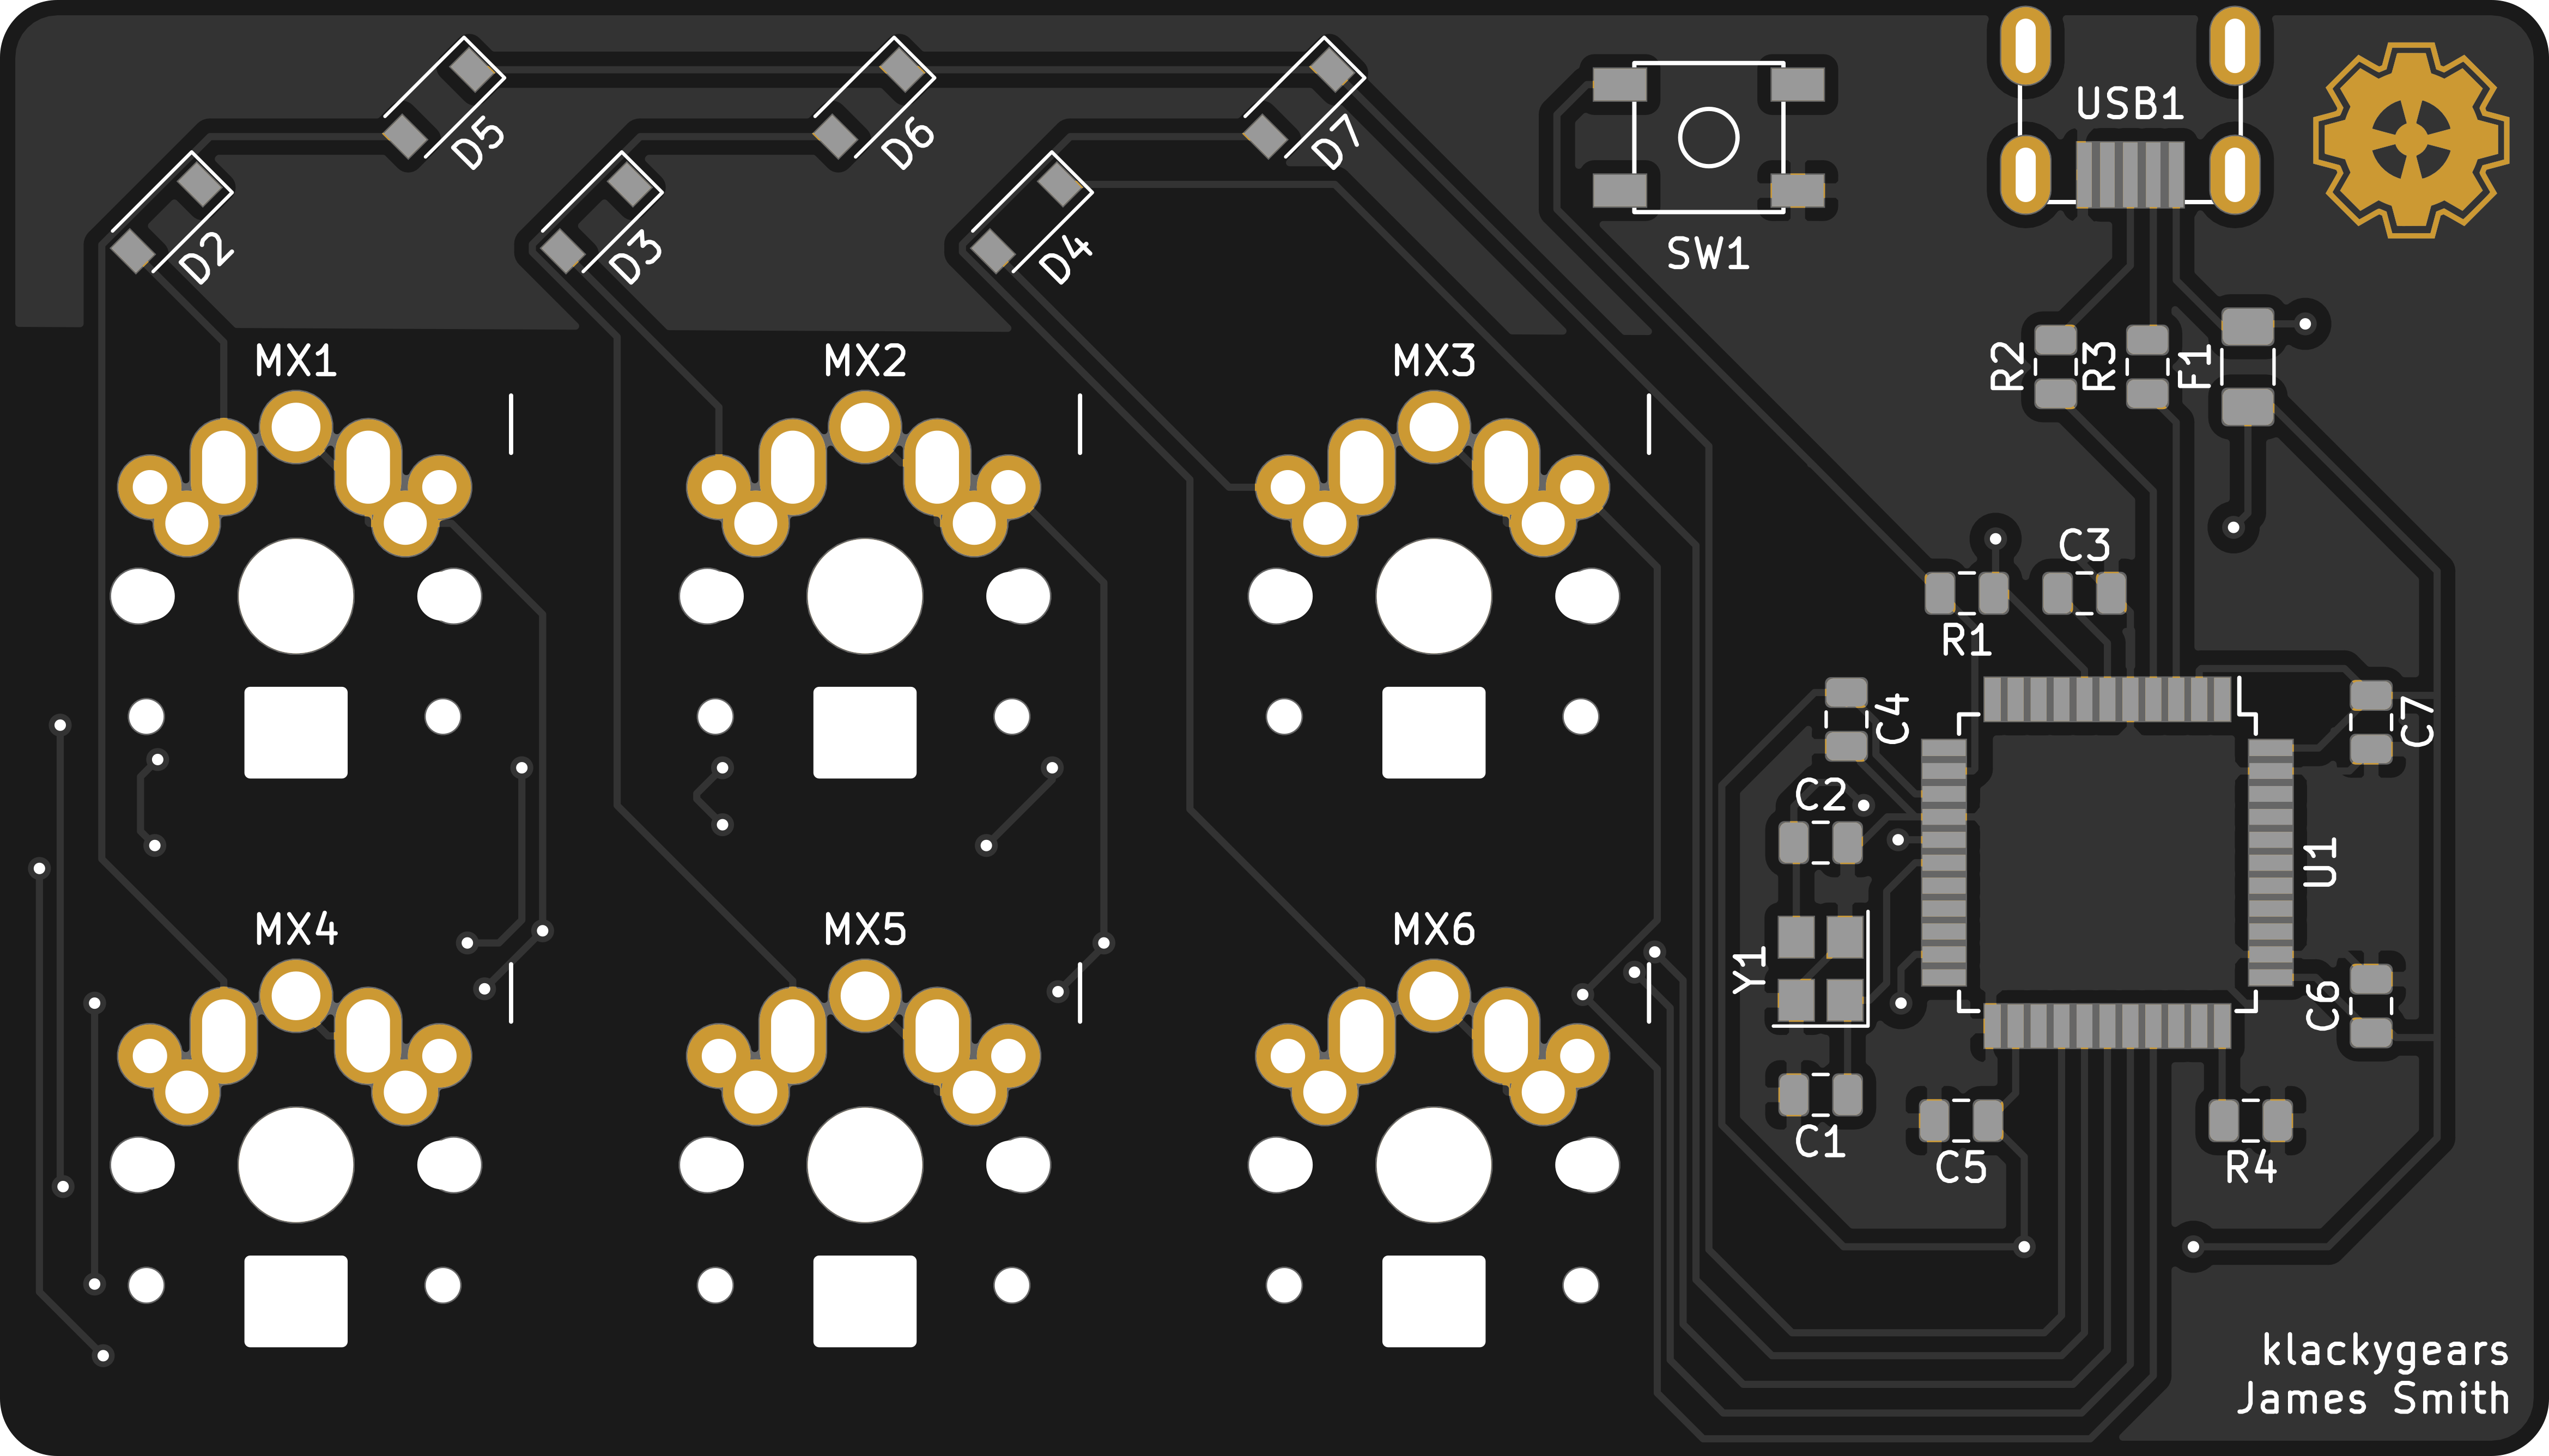 USB1
D5
D6
D7
D2
D3
D4
SW1
MX1
MX2
MX3
R2
R3
F1
C3
R1
C4
C7
C2
U1
MX4
MX5
MX6
Y1
C6
C1
C5
R4
klackygears
James Smith